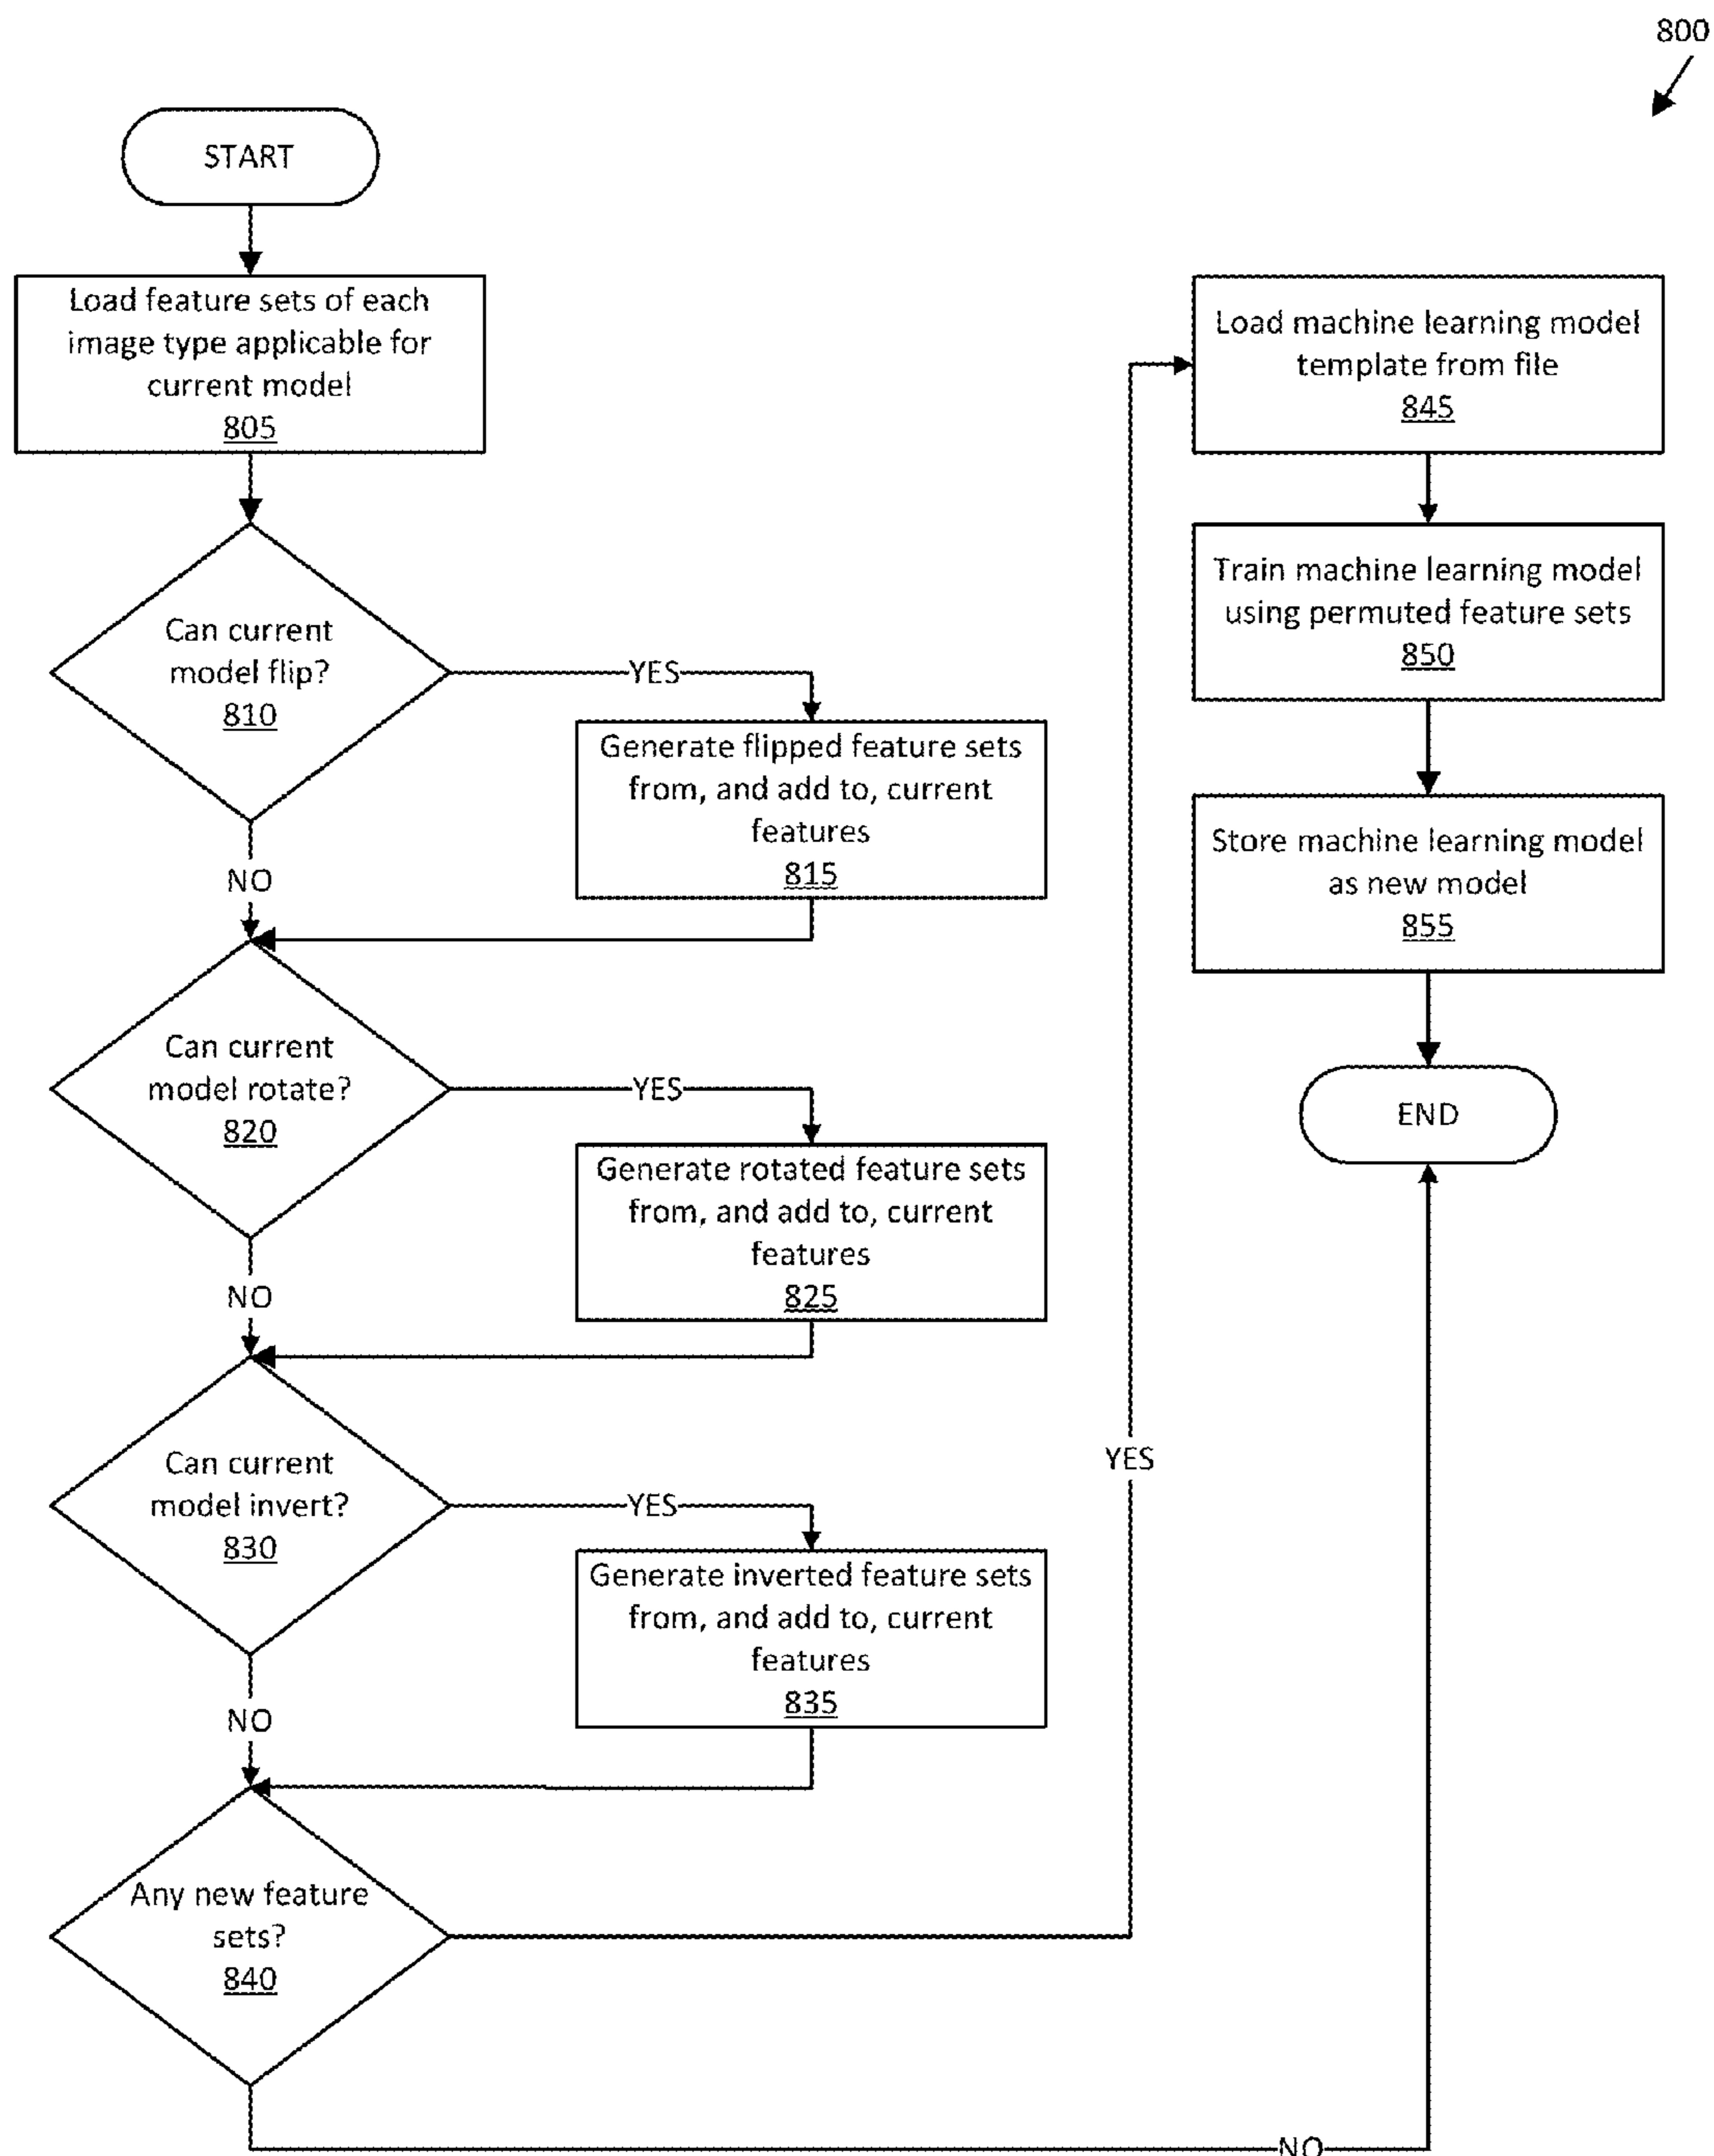 800
START
Load feature sets of each
image type applicable for
current model
805
Can current
model flip?
810
YES
Generate flipped feature sets
from, and add to, current
features
815
NO
Can current
model rotate?
820
YES
Generate rotated feature sets
from, and add to, current
features
825
NO
Can current
model invert?
830
YES
Generate inverted feature sets
from, and add to, current
features
835
NO
Any new feature
sets?
840
YES
NO
Load machine learning model
template from file
845
Train machine learning model
using permuted feature sets
850
Store machine learning model
as new model
855
END